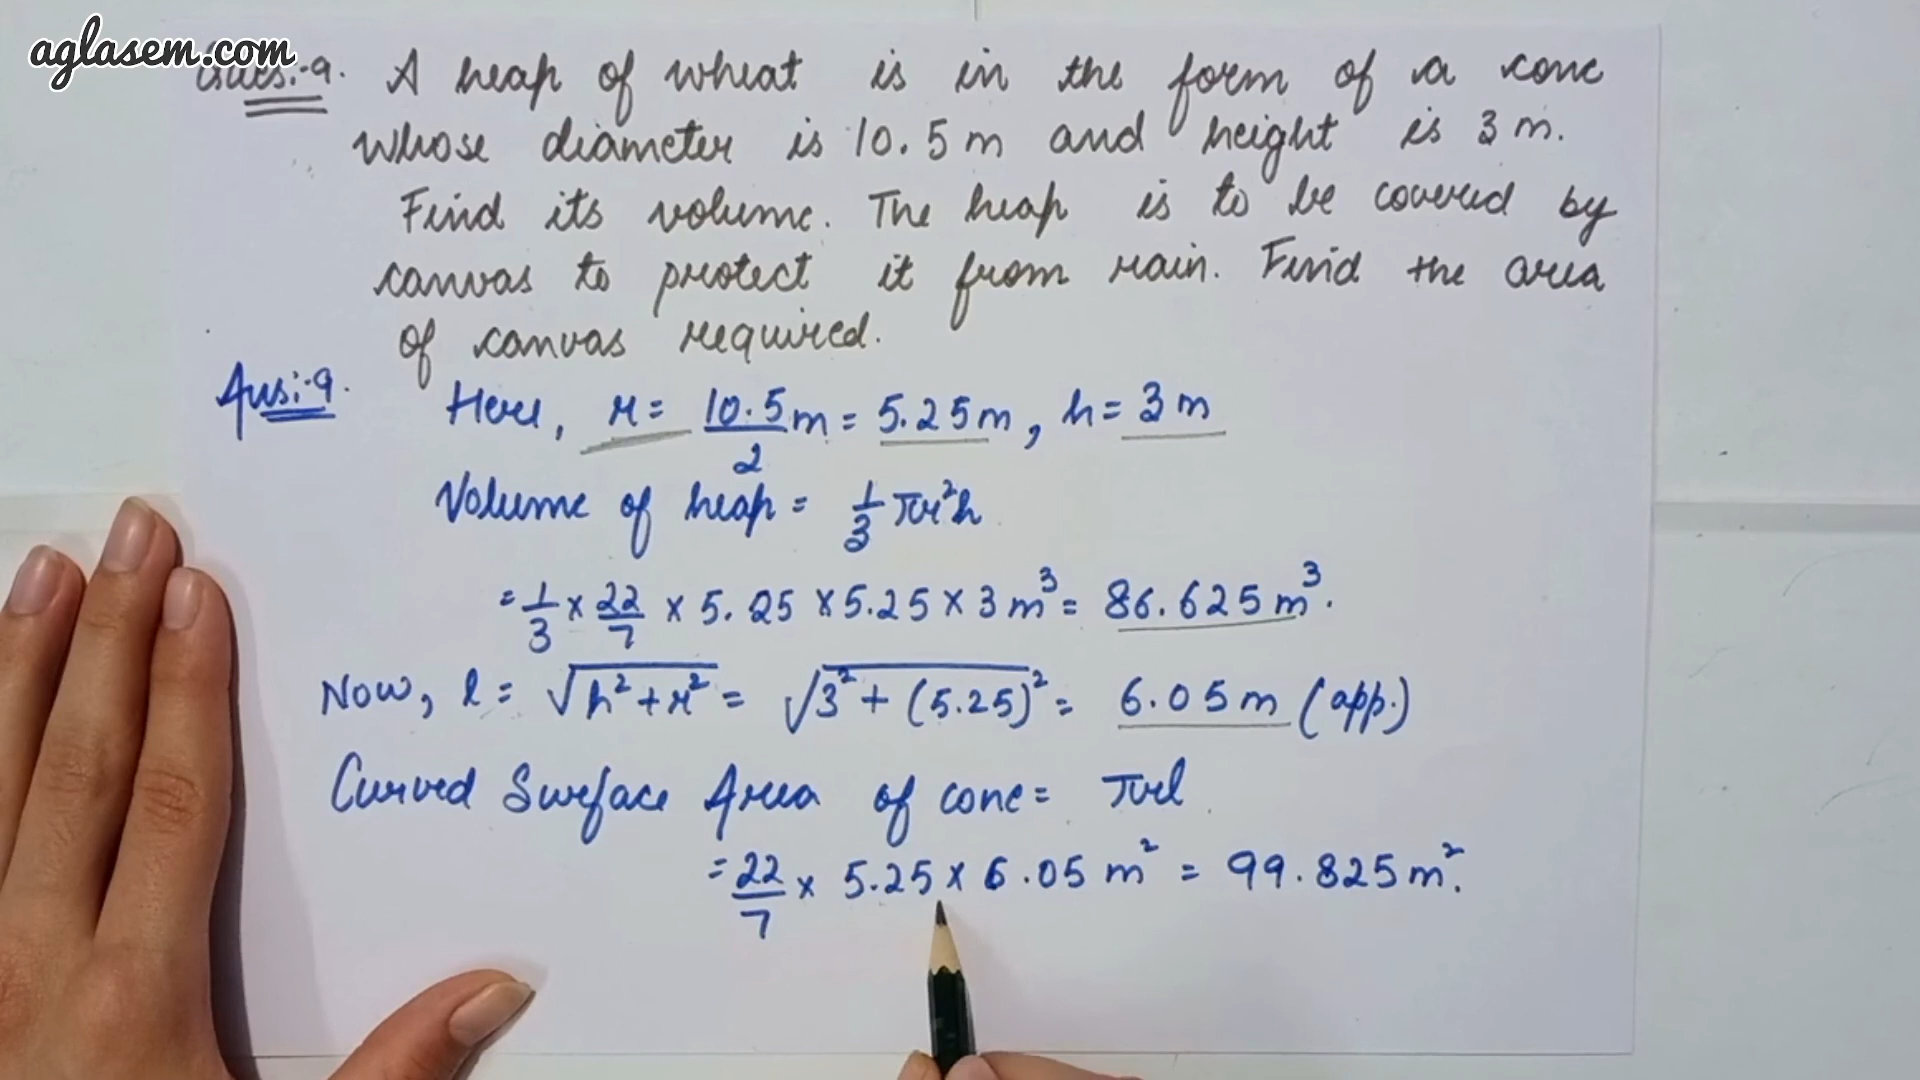 aglasem.com
Ques:-9. A heap of wheat is in the form of a cone
whose diameter is 10.5 m and height is 3 m.
Find its volume. The heap is to be covered by
canvas to protect it from rain. Find the area
of canvas required.
Ans:-9. Here, r = 10.5/2 m = 5.25 m, h = 3 m
Volume of heap = 1/3 πr²h
= 1/3 × 22/7 × 5.25 × 5.25 × 3 m³ = 86.625 m³.
Now, l = √h² + r² = √3² + (5.25)² = 6.05 m (app.)
Curved Surface Area of cone = πrl
= 22/7 × 5.25 × 6.05 m² = 99.825 m².